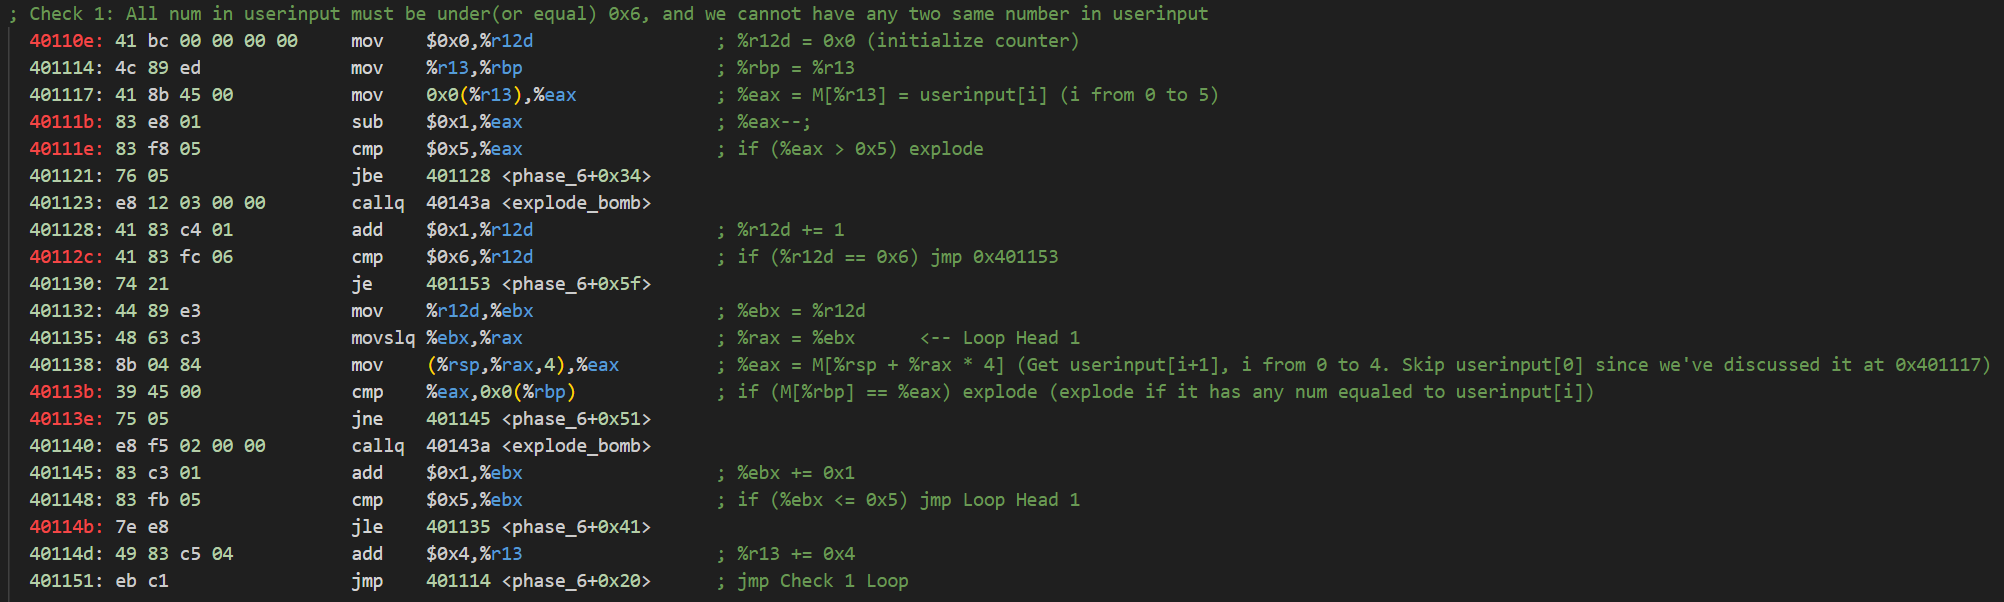 ; Check 1: All num in userinput must be under(or equal) 0x6, and we cannot have any two same number in userinput
40110e: 41 bc 00 00 00 00     mov    $0x0,%r12d                 ; %r12d = 0x0 (initialize counter)
401114: 4c 89 ed              mov    %r13,%rbp                  ; %rbp = %r13
401117: 41 8b 45 00           mov    0x0(%r13),%eax             ; %eax = M[%r13] = userinput[i] (i from 0 to 5)
40111b: 83 e8 01              sub    $0x1,%eax                  ; %eax--;
40111e: 83 f8 05              cmp    $0x5,%eax                  ; if (%eax > 0x5) explode
401121: 76 05                 jbe    401128 <phase_6+0x34>
401123: e8 12 03 00 00        callq  40143a <explode_bomb>
401128: 41 83 c4 01           add    $0x1,%r12d                 ; %r12d += 1
40112c: 41 83 fc 06           cmp    $0x6,%r12d                 ; if (%r12d == 0x6) jmp 0x401153
401130: 74 21                 je     401153 <phase_6+0x5f>
401132: 44 89 e3              mov    %r12d,%ebx                 ; %ebx = %r12d
401135: 48 63 c3              movslq %ebx,%rax                  ; %rax = %ebx      <-- Loop Head 1
401138: 8b 04 84              mov    (%rsp,%rax,4),%eax         ; %eax = M[%rsp + %rax * 4] (Get userinput[i+1], i from 0 to 4. Skip userinput[0] since we've discussed it at 0x401117)
40113b: 39 45 00              cmp    %eax,0x0(%rbp)             ; if (M[%rbp] == %eax) explode (explode if it has any num equaled to userinput[i])
40113e: 75 05                 jne    401145 <phase_6+0x51>
401140: e8 f5 02 00 00        callq  40143a <explode_bomb>
401145: 83 c3 01              add    $0x1,%ebx                  ; %ebx += 0x1
401148: 83 fb 05              cmp    $0x5,%ebx                  ; if (%ebx <= 0x5) jmp Loop Head 1
40114b: 7e e8                 jle    401135 <phase_6+0x41>
40114d: 49 83 c5 04           add    $0x4,%r13                  ; %r13 += 0x4
401151: eb c1                 jmp    401114 <phase_6+0x20>      ; jmp Check 1 Loop